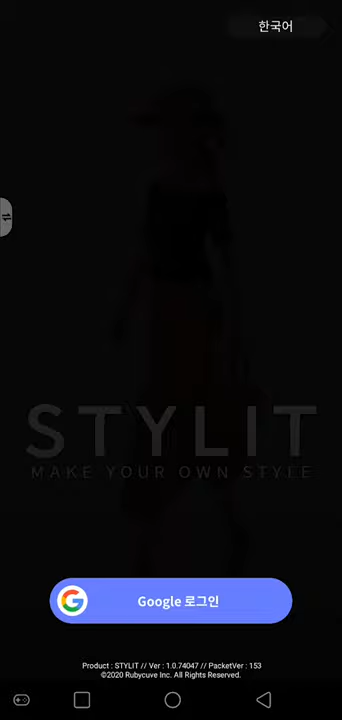 한국어
STYLIT
MAKE YOUR OWN STYLE
Google 로그인
Product : STYLIT // Ver : 1.0.74047 // PacketVer : 153
©2020 Rubycuve Inc. All Rights Reserved.